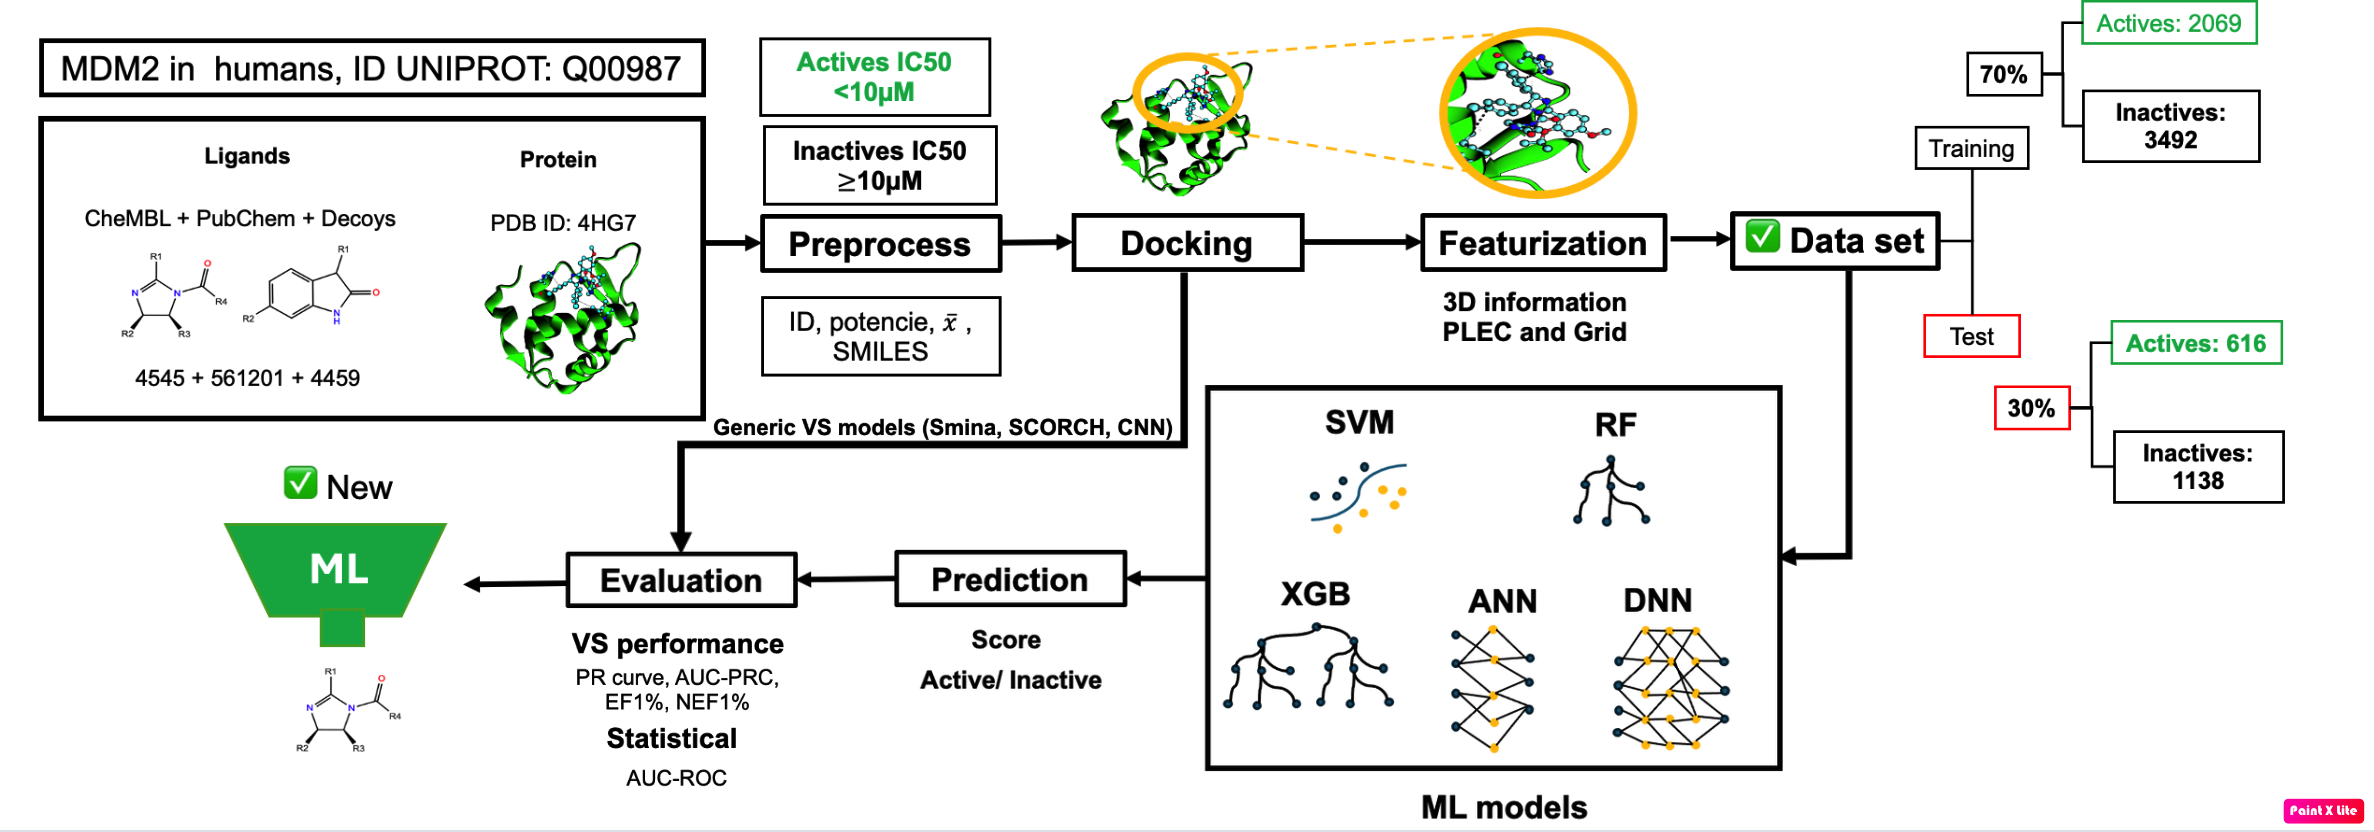 MDM2 in  humans, ID UNIPROT: Q00987
Ligands
Protein
CheMBL + PubChem + Decoys
PDB ID: 4HG7
R1
O
N
N
R4
R2
R3
R1
O
R2
N
H
4545 + 561201 + 4459
Actives IC50
<10µM
Inactives IC50
≥10µM
Preprocess
ID, potencie, x̄ ,
SMILES
Docking
Featurization
3D information
PLEC and Grid
✅ Data set
Training
70%
Actives: 2069
Inactives:
3492
Test
30%
Actives: 616
Inactives:
1138
Generic VS models (Smina, SCORCH, CNN)
SVM
RF
XGB
ANN
DNN
ML models
Prediction
Score
Active/ Inactive
Evaluation
VS performance
PR curve, AUC-PRC,
EF1%, NEF1%
Statistical
AUC-ROC
✅ New
ML
R1
O
N
N
R4
R2
R3
Paint X Lite